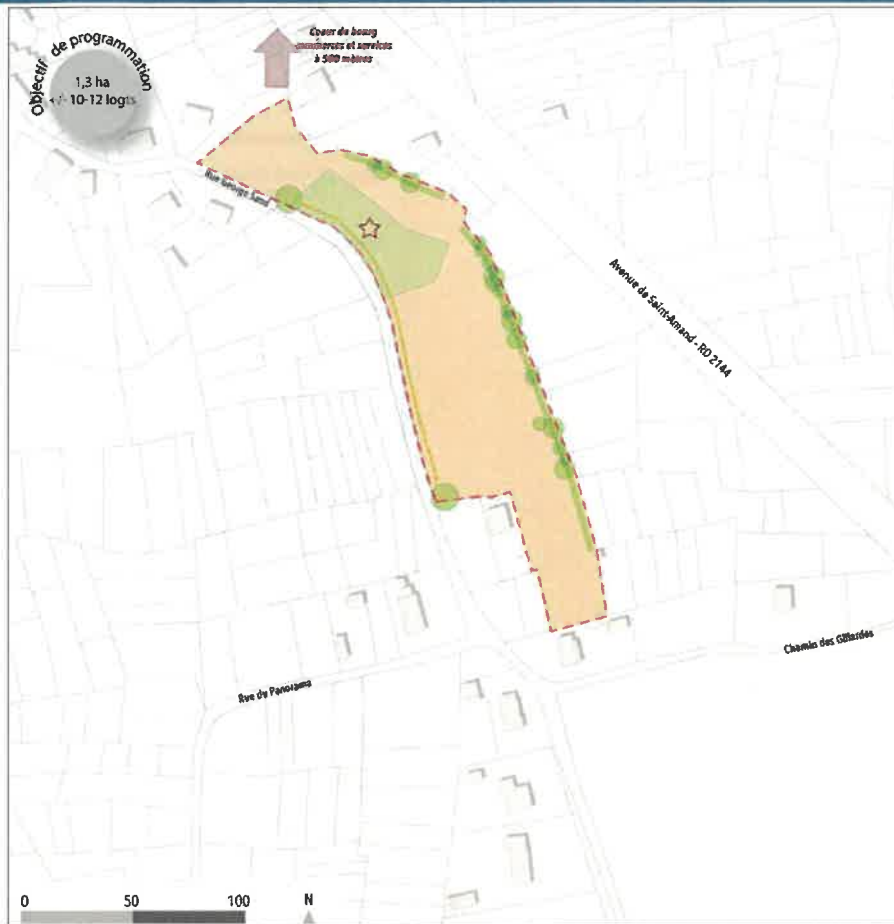 Objectif de programmation
1,3 ha
+/- 10-12 logts
Coeur de bourg
commerces et services
à 500 mètres
Rue George Sand
Avenue de Saint-Amand - RD 2144
Rue du Panorama
Chemin des Giffardes
0 50 100 N